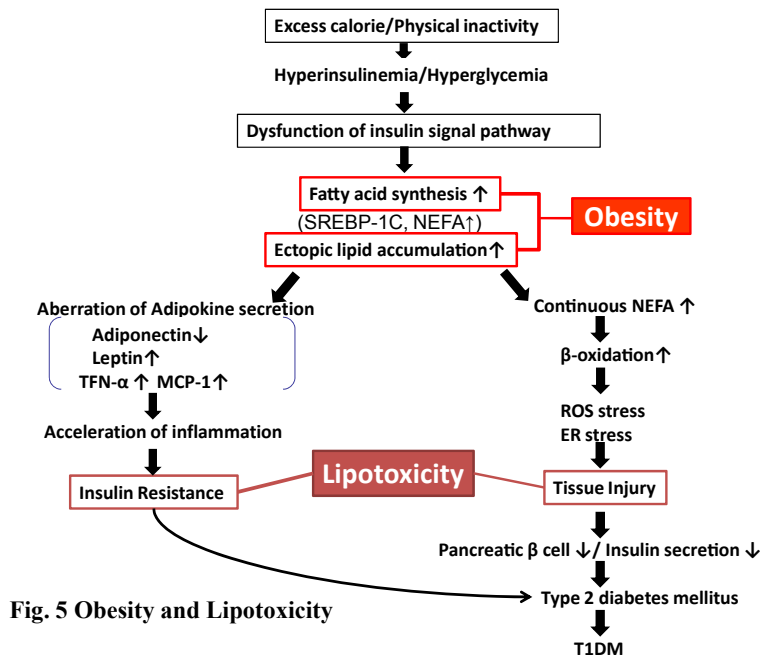 Excess calorie/Physical inactivity
Hyperinsulinemia/Hyperglycemia
Dysfunction of insulin signal pathway
Fatty acid synthesis ↑
(SREBP-1C, NEFA↑)
Ectopic lipid accumulation↑
Obesity
Aberration of Adipokine secretion
Adiponectin↓
Leptin↑
TFN-α ↑ MCP-1↑
Acceleration of inflammation
Insulin Resistance
Lipotoxicity
Continuous NEFA ↑
β-oxidation↑
ROS stress
ER stress
Tissue Injury
Pancreatic β cell ↓/ Insulin secretion ↓
Type 2 diabetes mellitus
T1DM
Fig. 5 Obesity and Lipotoxicity